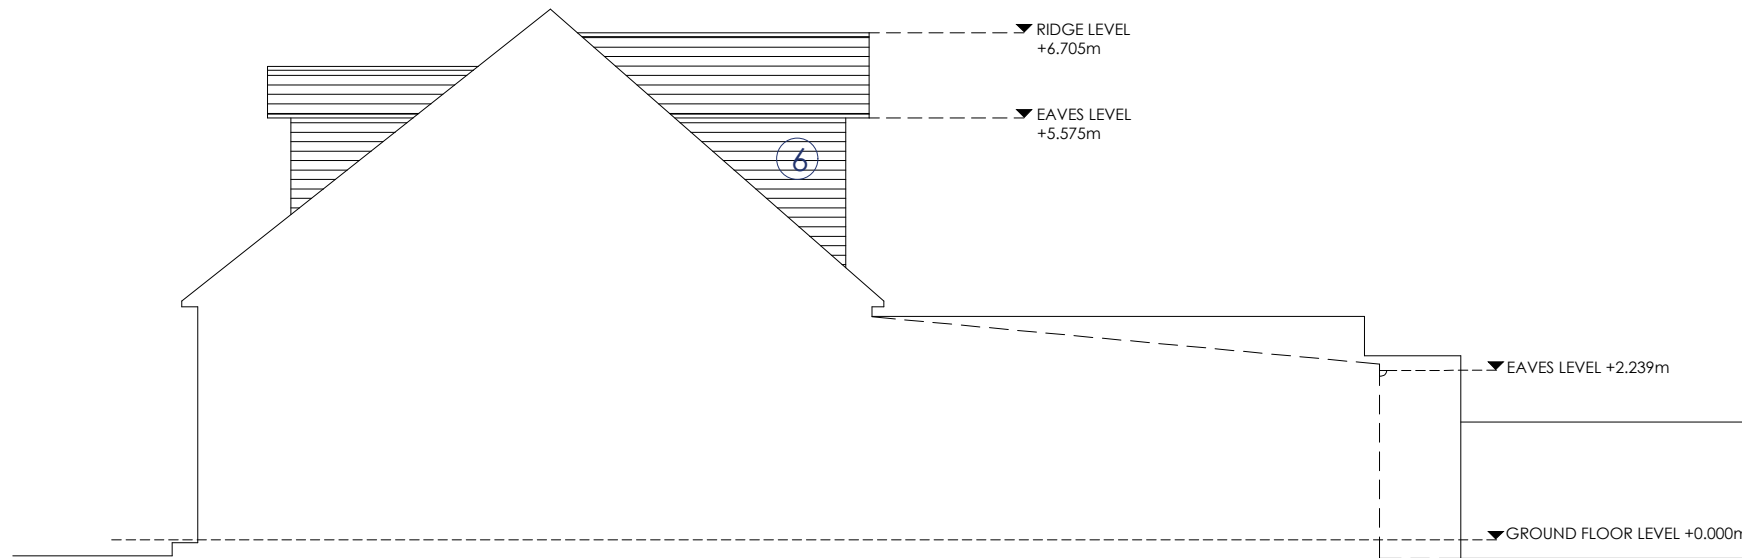 RIDGE LEVEL
+6.705m
EAVES LEVEL
+5.575m
6
EAVES LEVEL +2.239m
GROUND FLOOR LEVEL +0.000m